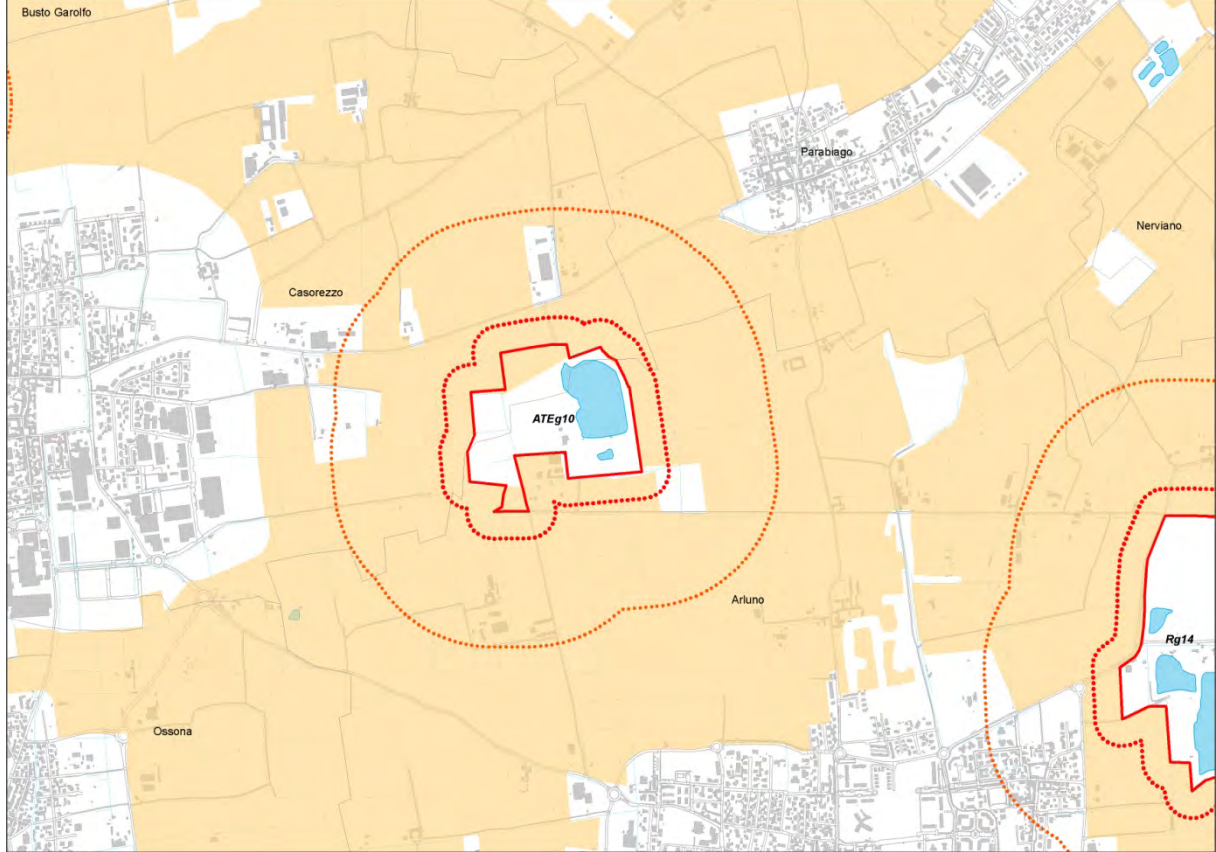 Busto Garolfo
Parabiago
Nerviano
Casorezzo
ATEg10
Arluno
Rg14
Ossona